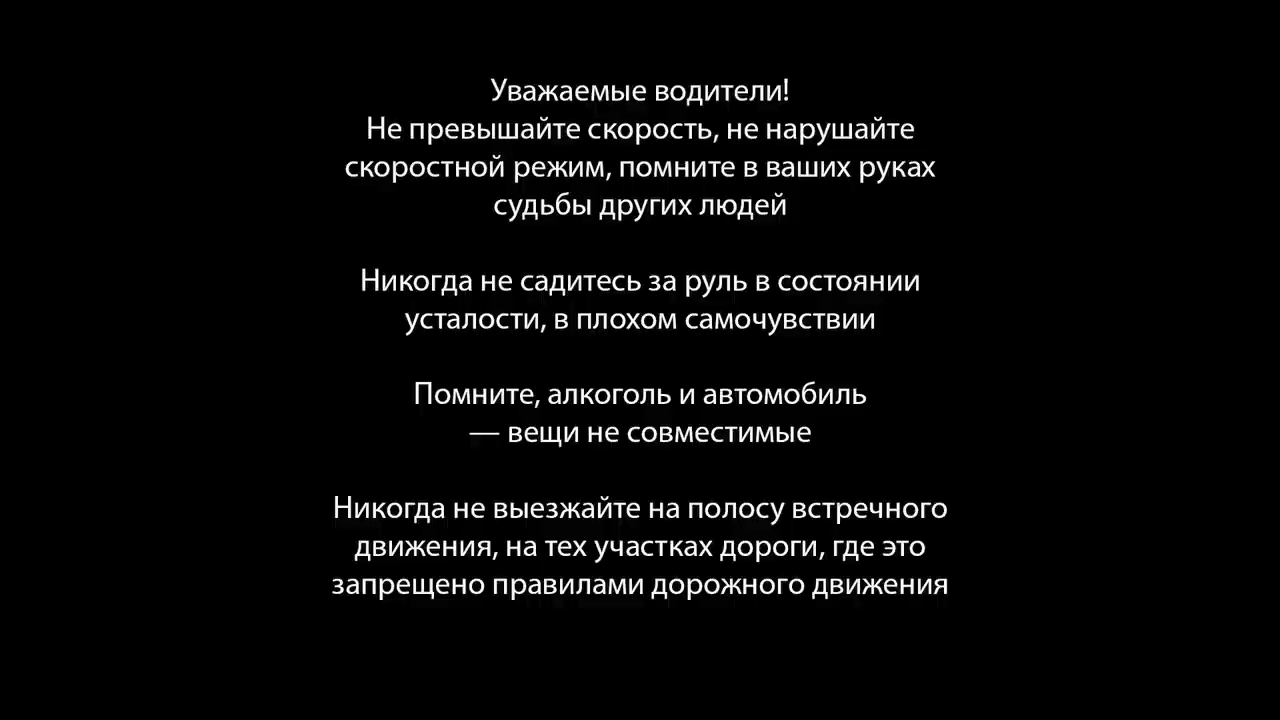 Уважаемые водители!
Не превышайте скорость, не нарушайте
скоростной режим, помните в ваших руках
судьбы других людей
Никогда не садитесь за руль в состоянии
усталости, в плохом самочувствии
Помните, алкоголь и автомобиль
— вещи не совместимые
Никогда не выезжайте на полосу встречного
движения, на тех участках дороги, где это
запрещено правилами дорожного движения